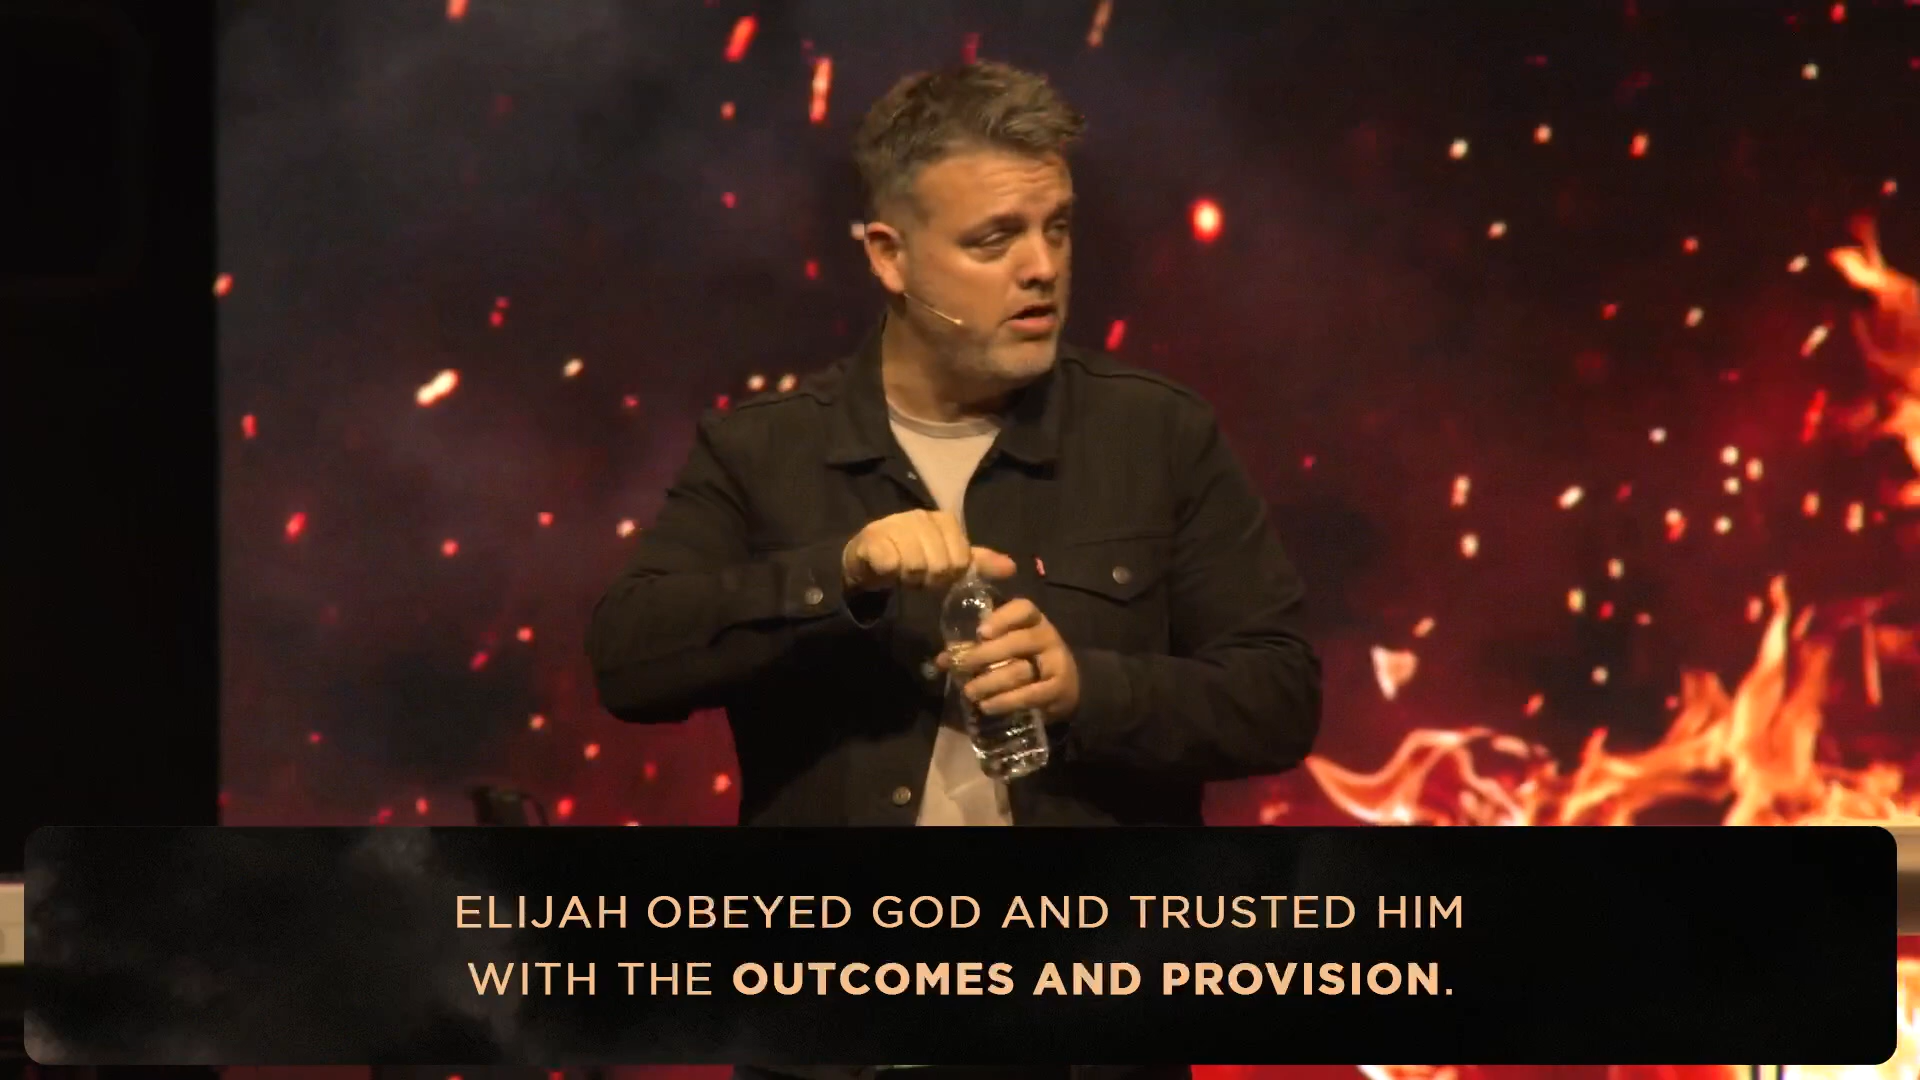 ELIJAH OBEYED GOD AND TRUSTED HIM
WITH THE OUTCOMES AND PROVISION.